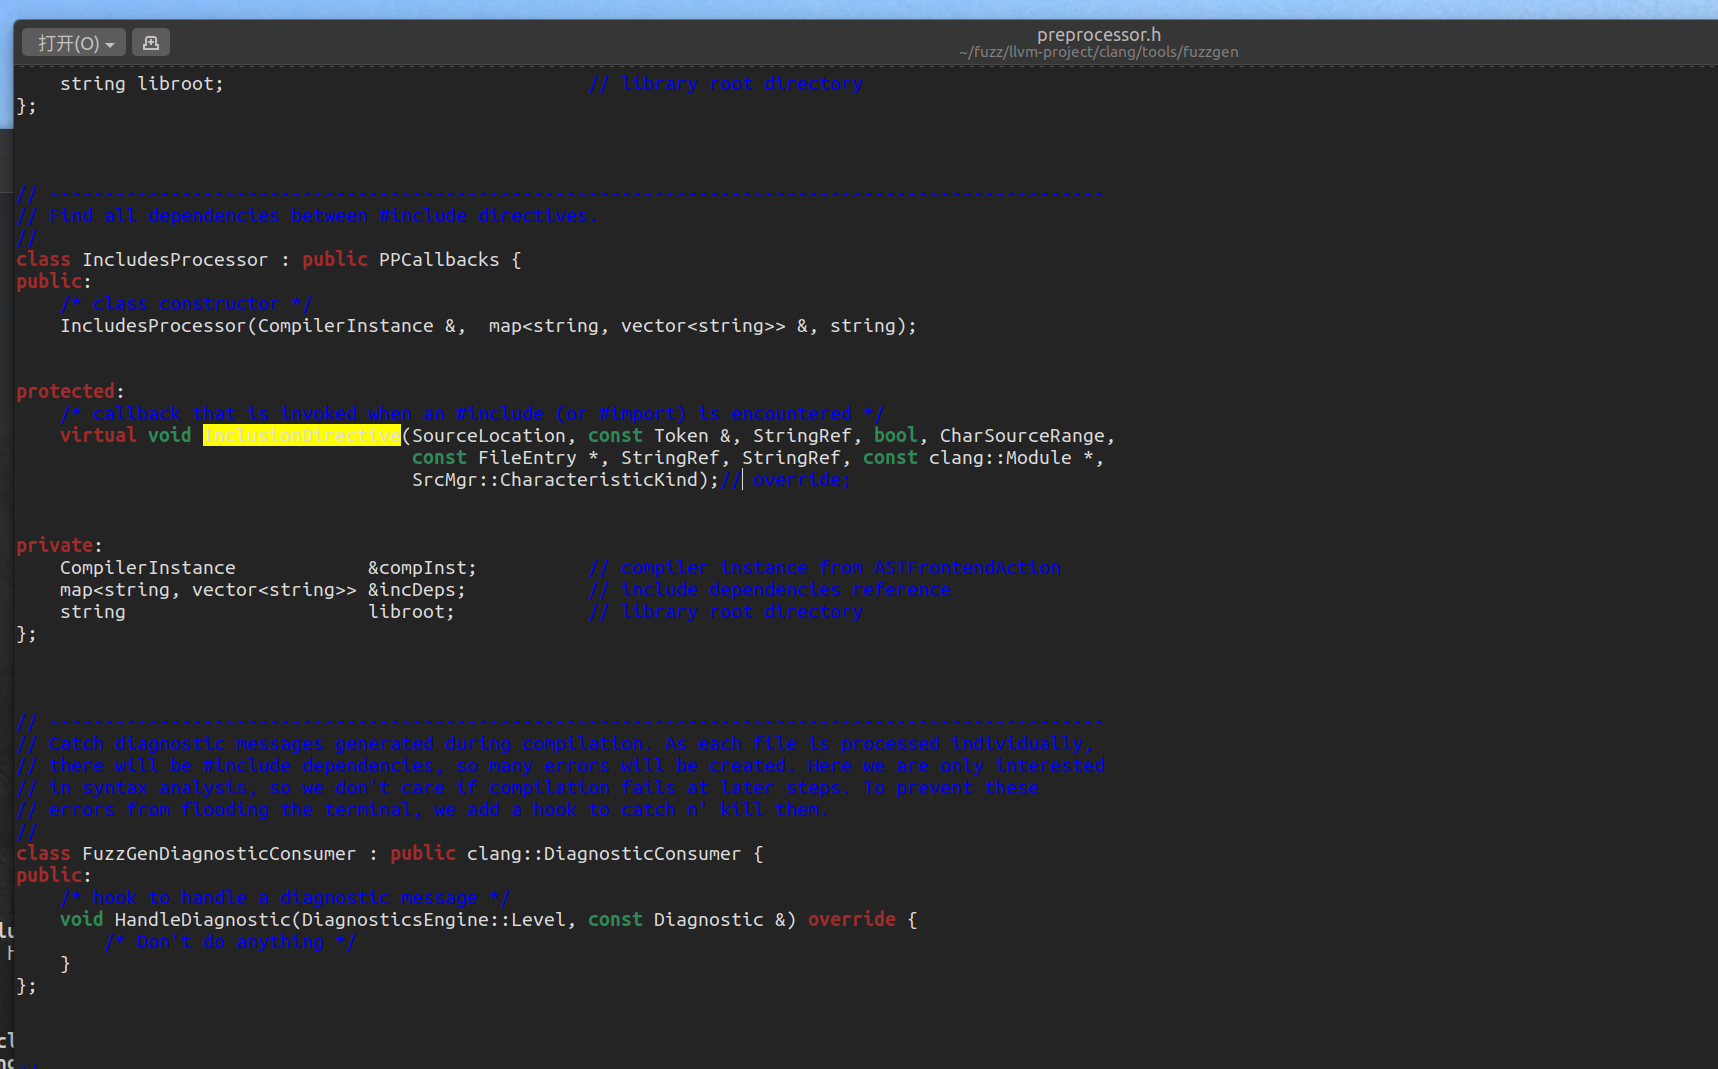 打开(O)
preprocessor.h
~/fuzz/llvm-project/clang/tools/fuzzgen
string libroot; // library root directory
};
// ------------------------------------------------------------------------------------------------
// Find all dependencies between #include directives.
//
class IncludesProcessor : public PPCallbacks {
public:
/* class constructor */
IncludesProcessor(CompilerInstance &, map<string, vector<string>> &, string);
protected:
/* callback that is invoked when an #include (or #import) is encountered */
virtual void InclusionDirective(SourceLocation, const Token &, StringRef, bool, CharSourceRange,
const FileEntry *, StringRef, StringRef, const clang::Module *,
SrcMgr::CharacteristicKind);// override;
private:
CompilerInstance &compInst; // compiler instance from ASTFrontendAction
map<string, vector<string>> &incDeps; // include dependencies reference
string libroot; // library root directory
};
// ------------------------------------------------------------------------------------------------
// Catch diagnostic messages generated during compilation. As each file is processed individually,
// there will be #include dependencies, so many errors will be created. Here we are only interested
// in syntax analysis, so we don't care if compilation fails at later steps. To prevent these
// errors from flooding the terminal, we add a hook to catch n' kill them.
//
class FuzzGenDiagnosticConsumer : public clang::DiagnosticConsumer {
public:
/* hook to handle a diagnostic message */
void HandleDiagnostic(DiagnosticsEngine::Level, const Diagnostic &) override {
/* Don't do anything */
}
};